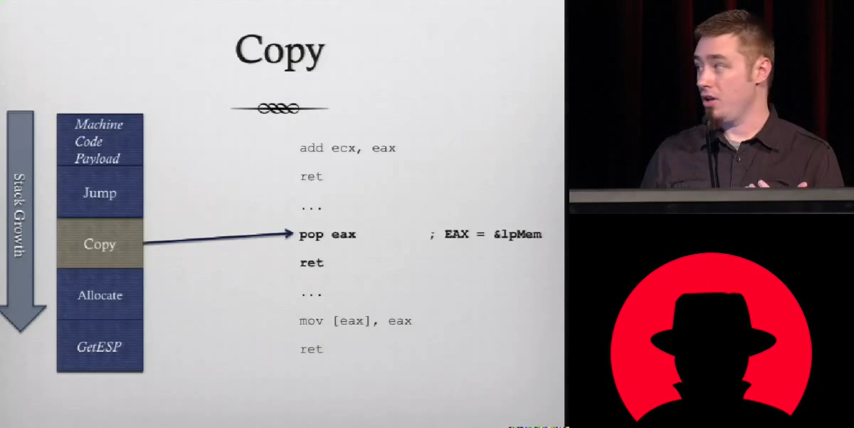 Copy
Stack Growth
Machine
Code
Payload
Jump
Copy
Allocate
GetESP
add ecx, eax
ret
...
pop eax ; EAX = &lpMem
ret
...
mov [eax], eax
ret